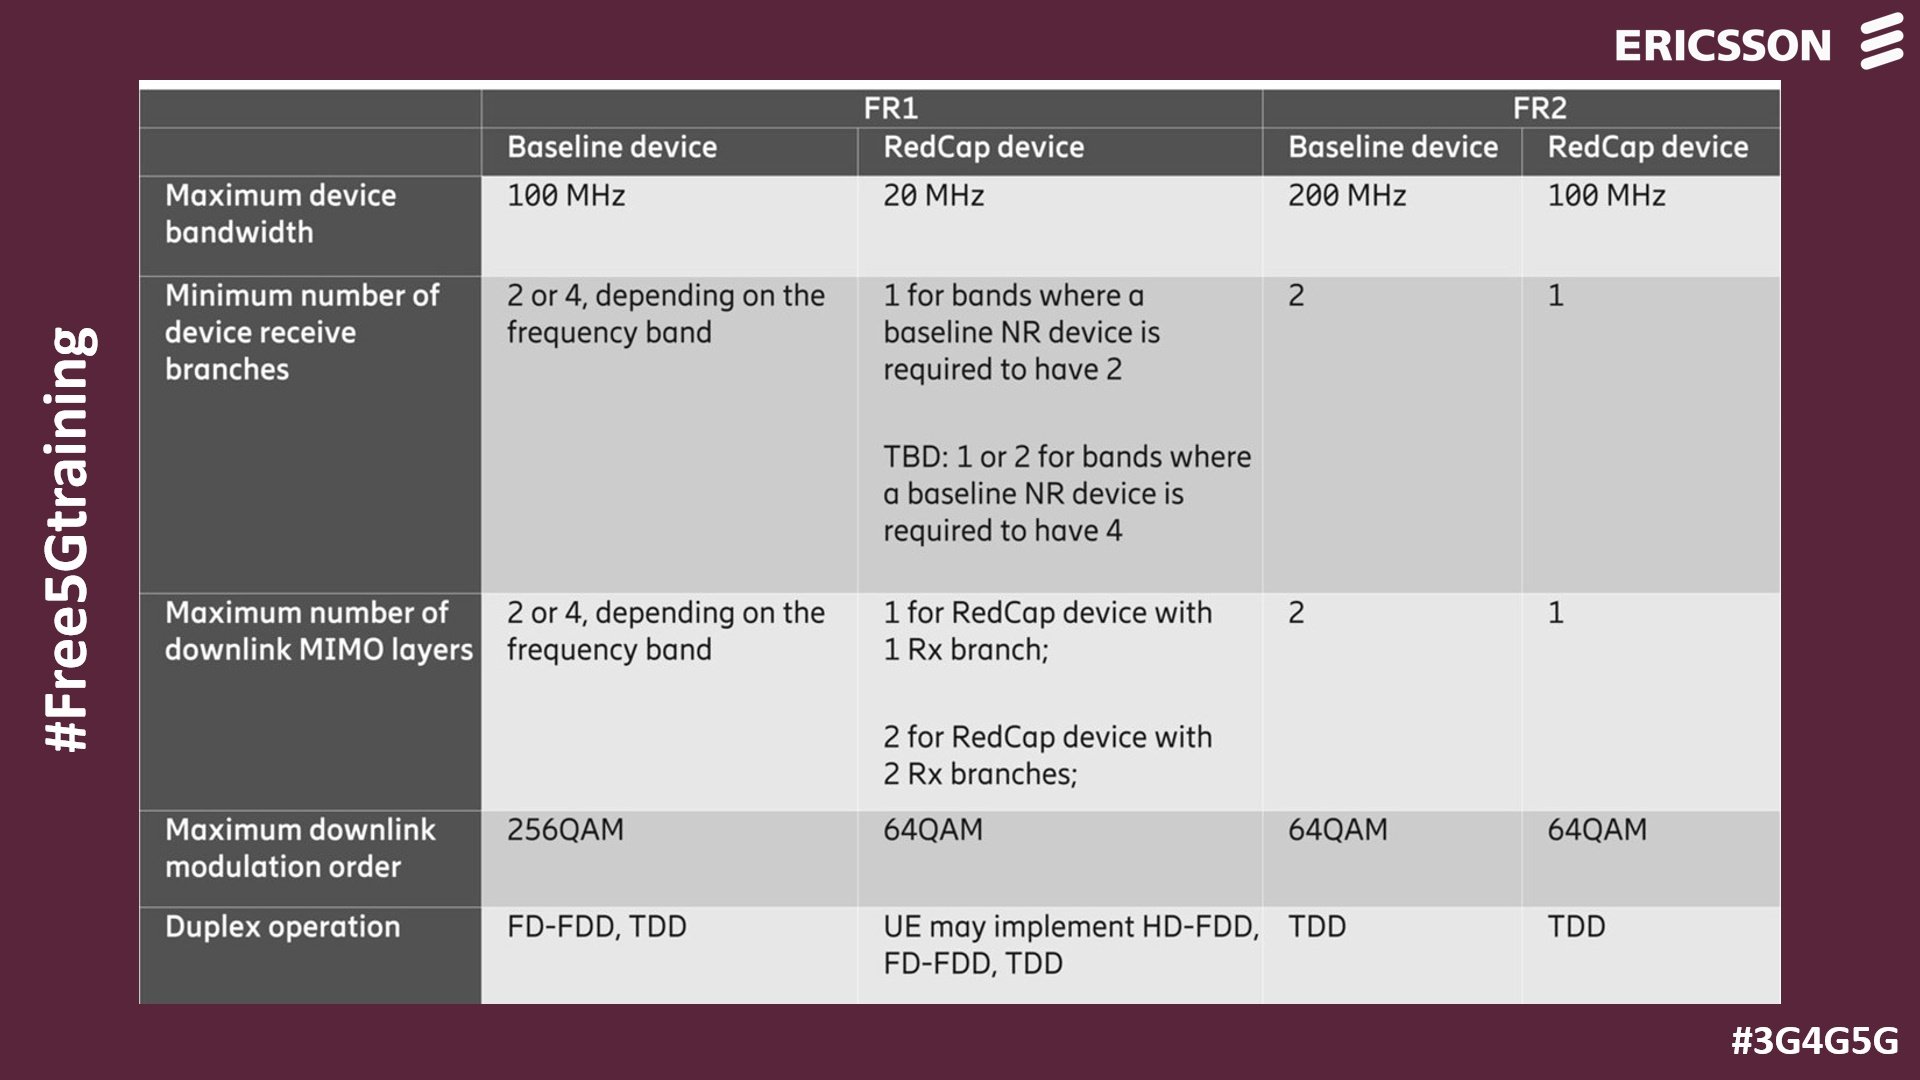 ERICSSON
#Free5Gtraining
FR1
FR2
Baseline device
RedCap device
Baseline device
RedCap device
Maximum device
bandwidth
100 MHz
20 MHz
200 MHz
100 MHz
Minimum number of
device receive
branches
2 or 4, depending on the
frequency band
1 for bands where a
baseline NR device is
required to have 2
TBD: 1 or 2 for bands where
a baseline NR device is
required to have 4
2
1
Maximum number of
downlink MIMO layers
2 or 4, depending on the
frequency band
1 for RedCap device with
1 Rx branch;
2 for RedCap device with
2 Rx branches;
2
1
Maximum downlink
modulation order
256QAM
64QAM
64QAM
64QAM
Duplex operation
FD-FDD, TDD
UE may implement HD-FDD,
FD-FDD, TDD
TDD
TDD
#3G4G5G